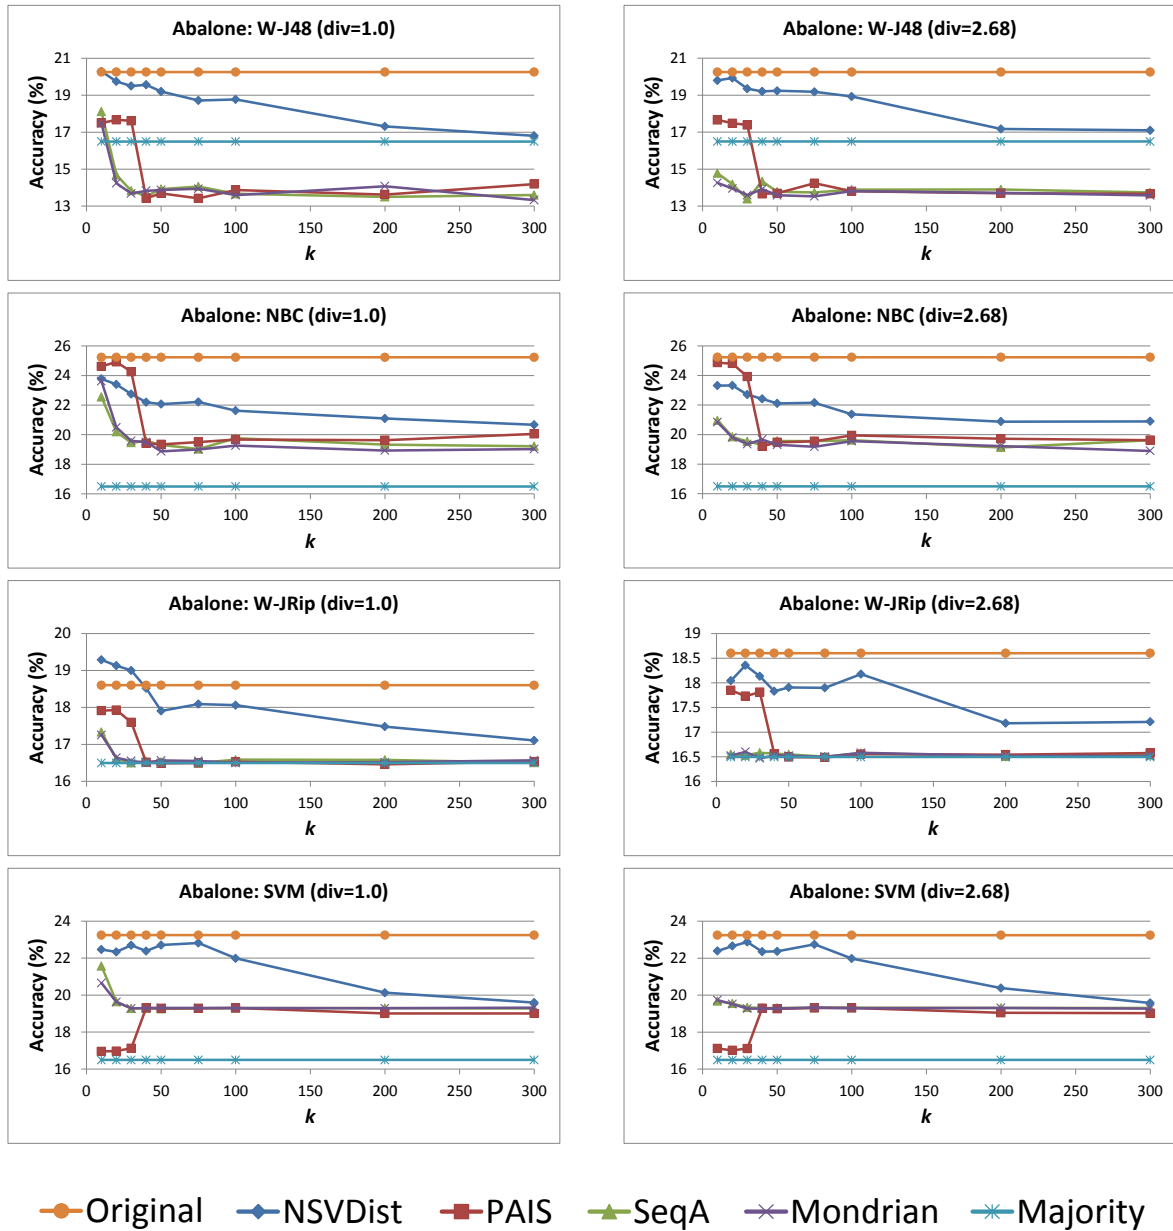 Abalone: W-J48 (div=1.0)
Accuracy (%)
21
19
17
15
13
0 50 100 150 200 250 300
k
Abalone: W-J48 (div=2.68)
Accuracy (%)
21
19
17
15
13
0 50 100 150 200 250 300
k
Abalone: NBC (div=1.0)
Accuracy (%)
26
24
22
20
18
16
0 50 100 150 200 250 300
k
Abalone: NBC (div=2.68)
Accuracy (%)
26
24
22
20
18
16
0 50 100 150 200 250 300
k
Abalone: W-JRip (div=1.0)
Accuracy (%)
20
19
18
17
16
0 50 100 150 200 250 300
k
Abalone: W-JRip (div=2.68)
Accuracy (%)
19
18.5
18
17.5
17
16.5
16
0 50 100 150 200 250 300
k
Abalone: SVM (div=1.0)
Accuracy (%)
24
22
20
18
16
0 50 100 150 200 250 300
k
Abalone: SVM (div=2.68)
Accuracy (%)
24
22
20
18
16
0 50 100 150 200 250 300
k
Original NSVDist PAIS SeqA Mondrian Majority